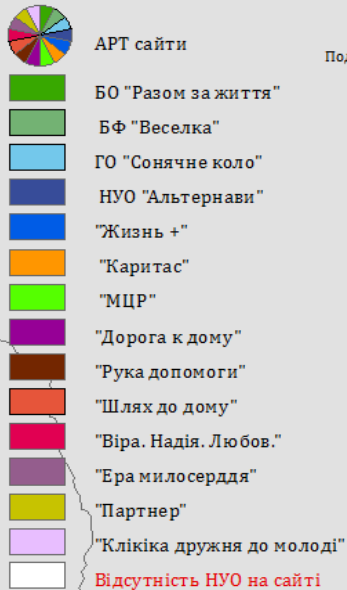 АРТ сайти
Под
БО "Разом за життя"
БФ "Веселка"
ГО "Сонячне коло"
НУО "Альтернави"
"Жизнь +"
"Каритас"
"МЦР"
"Дорога к дому"
"Рука допомоги"
"Шлях до дому"
"Віра. Надія. Любов."
"Ера милосердя"
"Партнер"
"Клікіка дружня до молоді"
Відсутність НУО на сайті